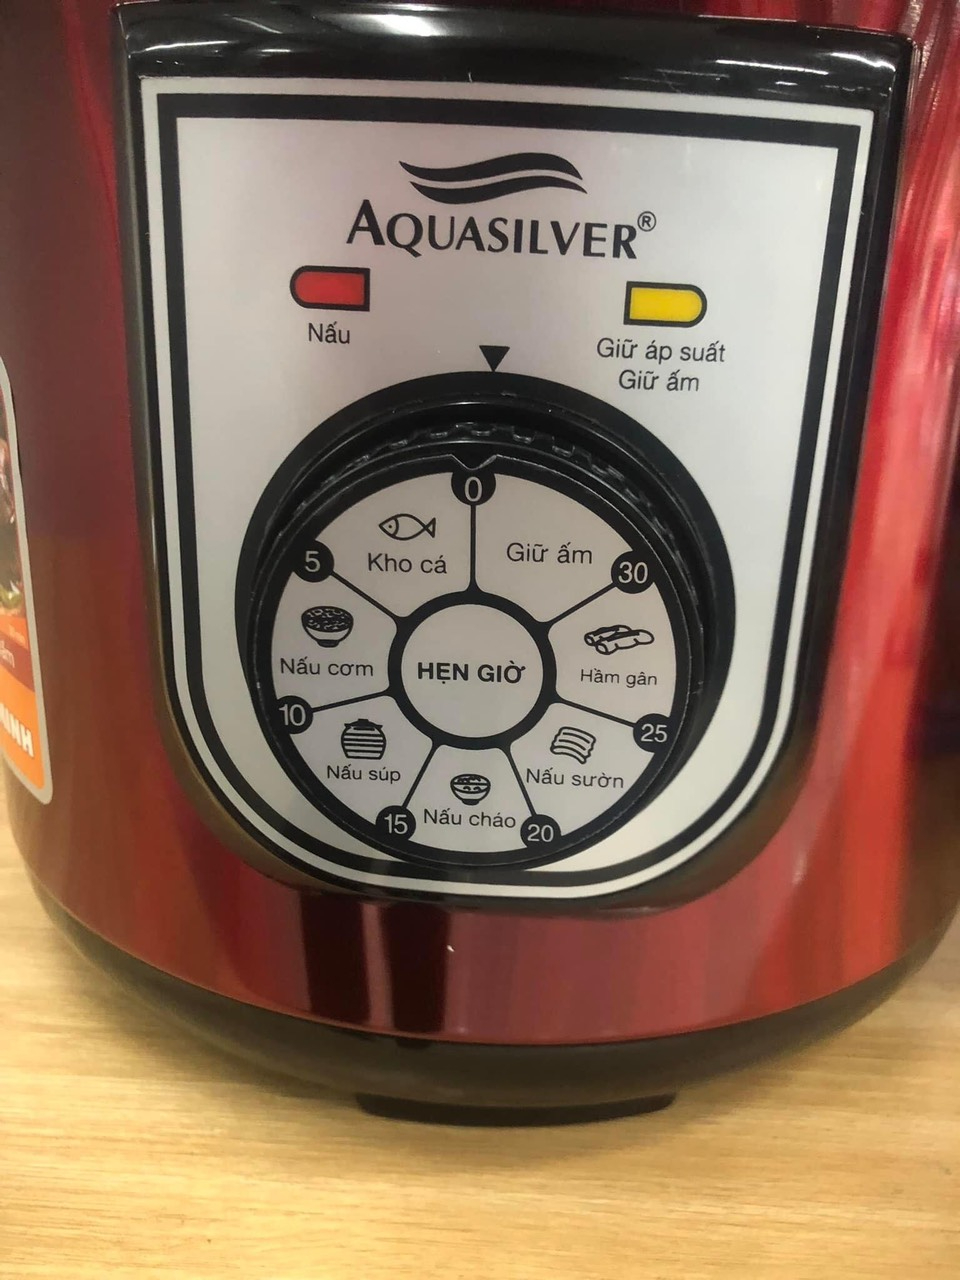 AQUASILVER®
Nấu
Giữ áp suất
Giữ ấm
0
Kho cá
Giữ ấm
5
30
Nấu cơm
Hầm gân
HẸN GIỜ
10
25
Nấu súp
Nấu sườn
Nấu cháo
15
20